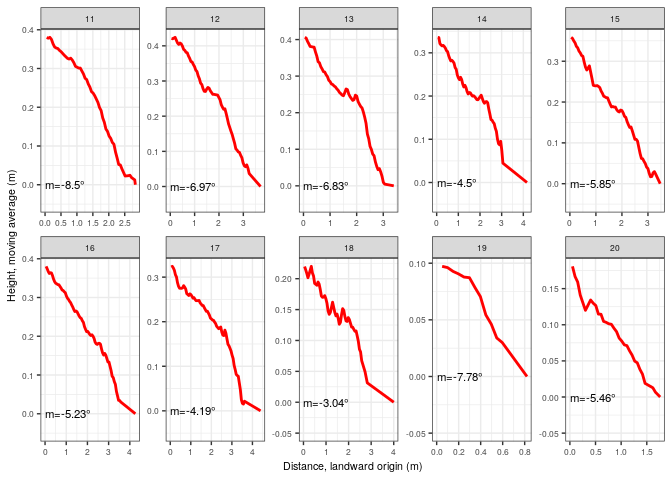 11 12 13 14 15
0.4 0.3 0.2 0.1 0.0
m=-8.5°
0.0 0.5 1.0 1.5 2.0 2.5
0.4 0.3 0.2 0.1 0.0
m=-6.97°
0 1 2 3
0.4 0.3 0.2 0.1 0.0
m=-6.83°
0 1 2 3
0.3 0.2 0.1 0.0
m=-4.5°
0 1 2 3 4
0.3 0.2 0.1 0.0
m=-5.85°
0 1 2 3
Height, moving average (m)
16 17 18 19 20
0.4 0.3 0.2 0.1 0.0
m=-5.23°
0 1 2 3 4
0.3 0.2 0.1 0.0
m=-4.19°
0 1 2 3 4
0.20 0.15 0.10 0.05 0.00 -0.05
m=-3.04°
0 1 2 3 4
0.10 0.05 0.00 -0.05
m=-7.78°
0.0 0.2 0.4 0.6 0.8
0.15 0.10 0.05 0.00 -0.05
m=-5.46°
0.0 0.5 1.0 1.5
Distance, landward origin (m)